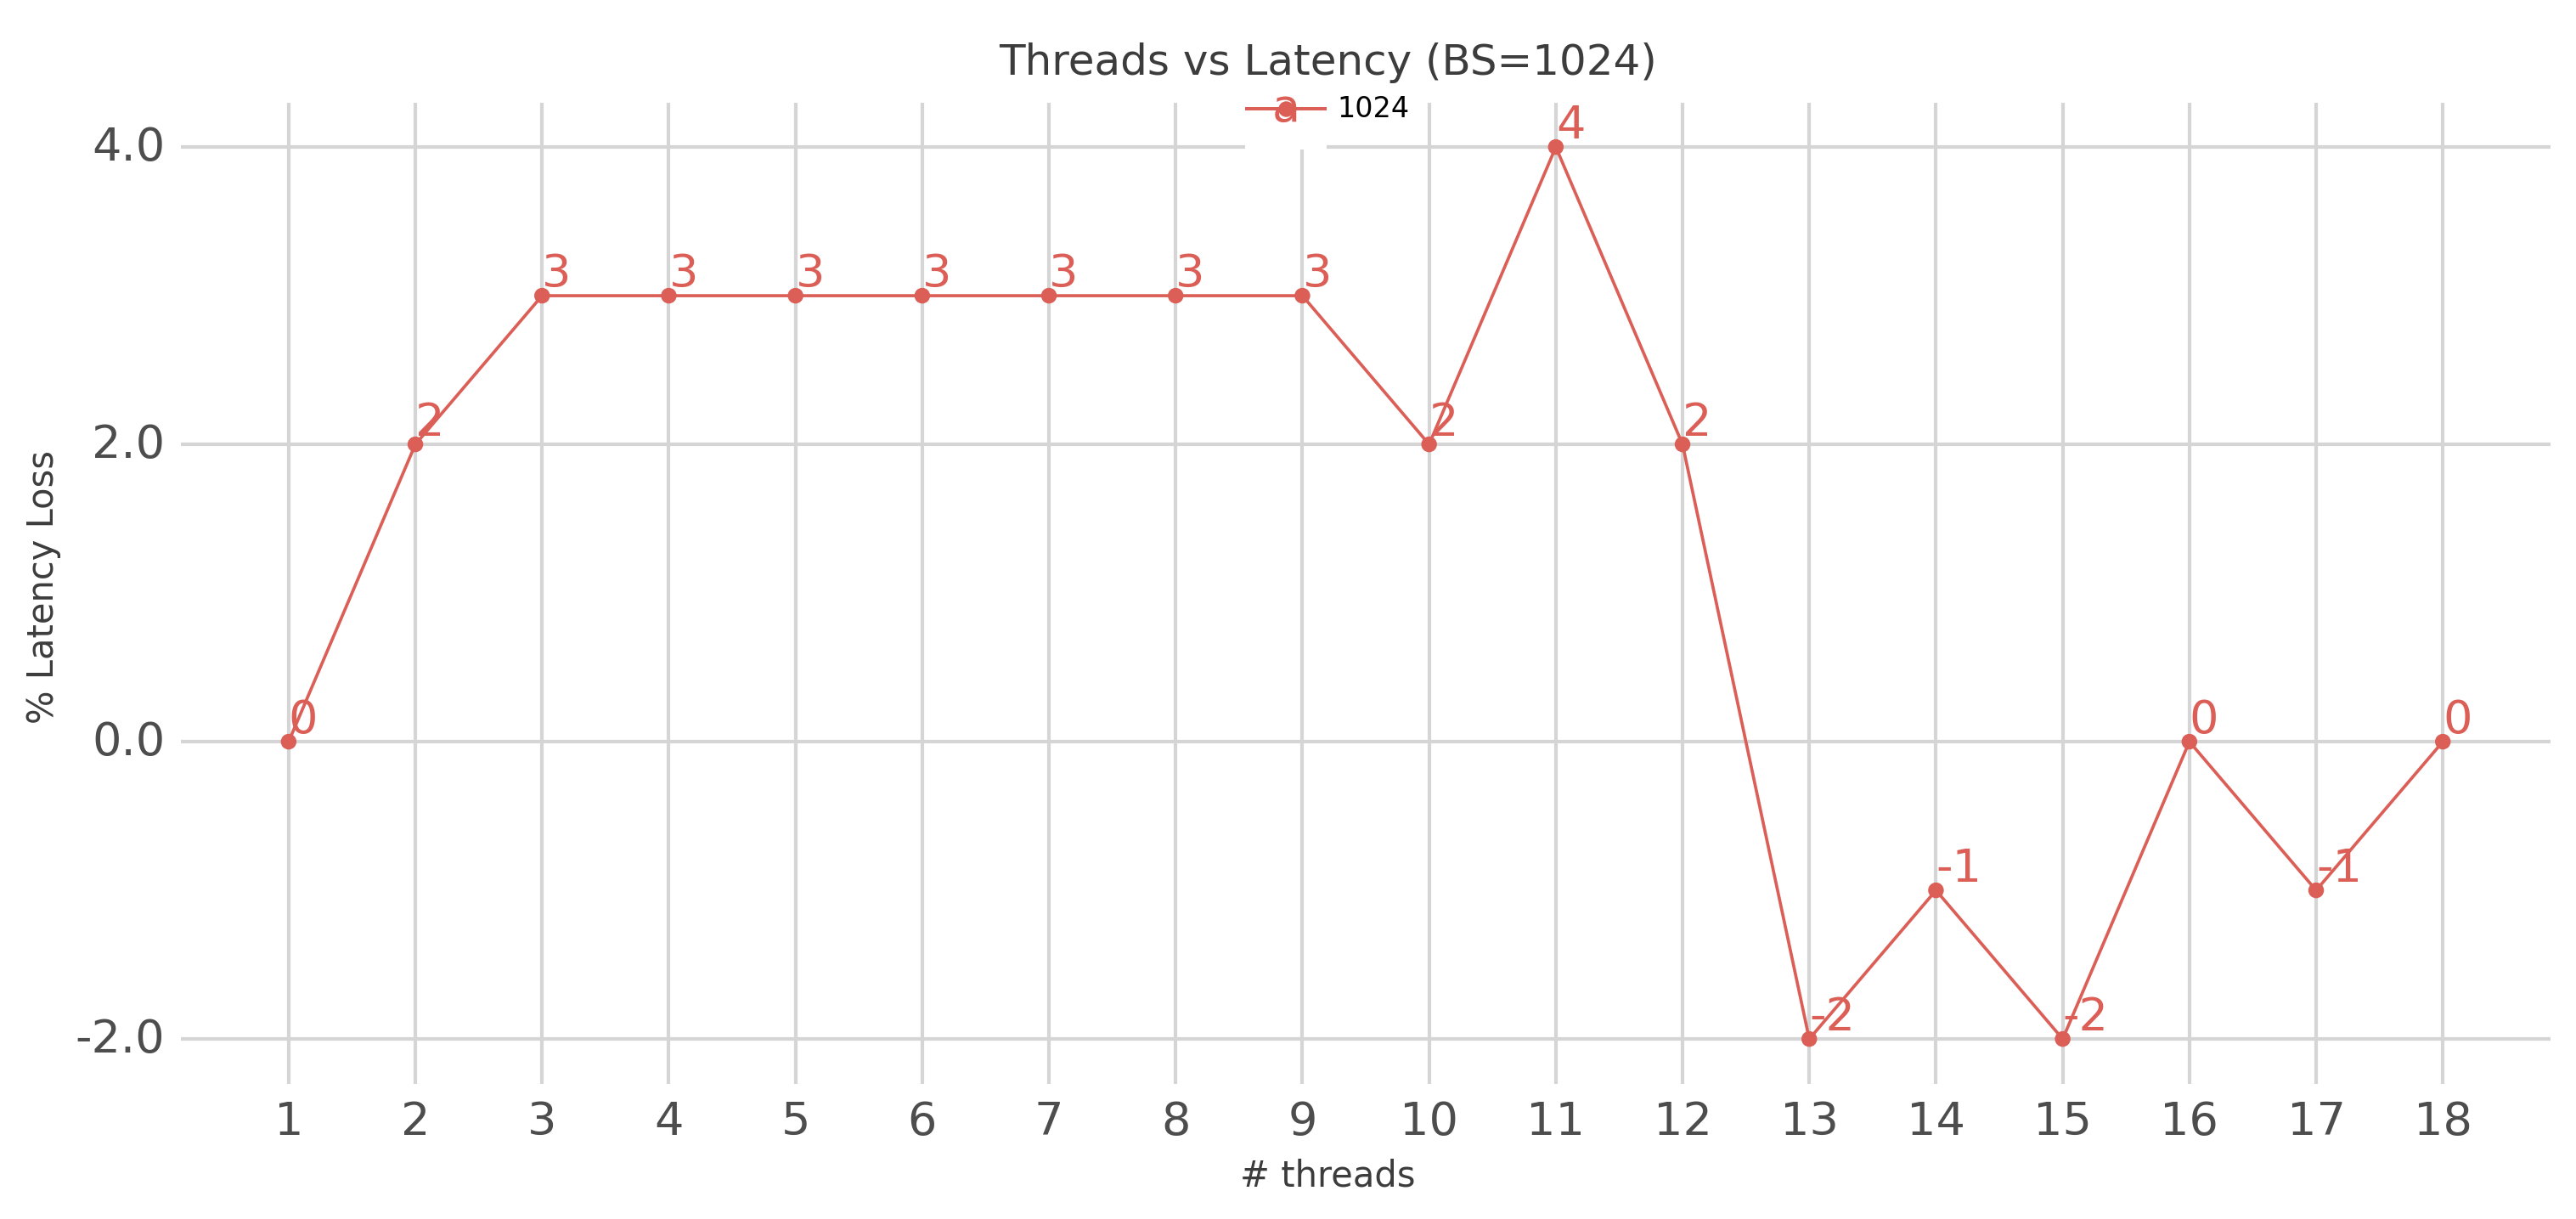 Threads vs Latency (BS=1024)
a 1024
4.0
2.0
0.0
-2.0
% Latency Loss
0 2 3 3 3 3 3 3 3 2 4 2 -2 -1 -2 0 -1 0
1 2 3 4 5 6 7 8 9 10 11 12 13 14 15 16 17 18
# threads